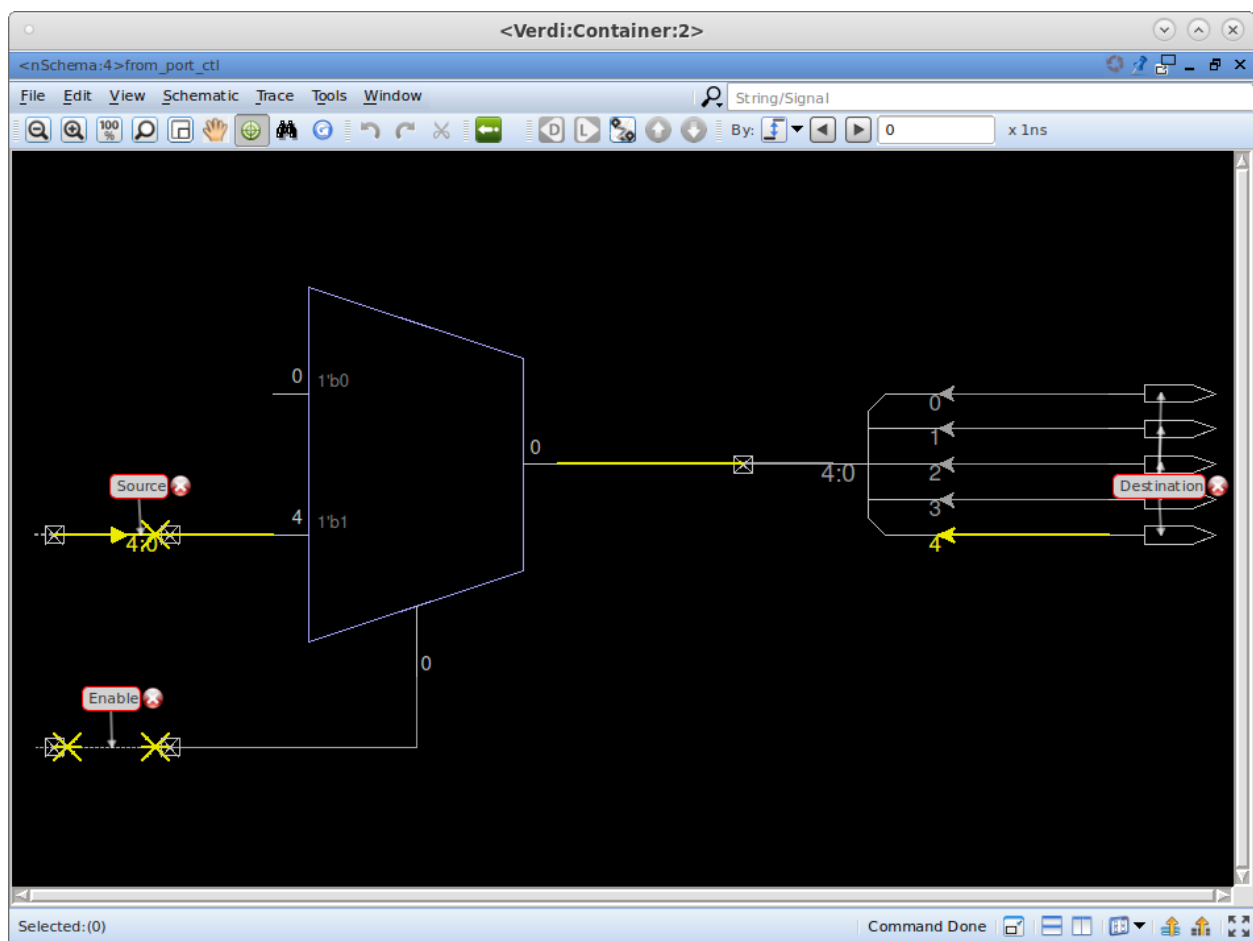 <Verdi:Container:2>
<nSchema:4>from_port_ctl
File Edit View Schematic Trace Tools Window
String/Signal
100 %
D L By: 0 x 1ns
0 1'b0
0
0
1
4:0 2
3
4
Source
Destination
4 1'b1
4:0
0
Enable
Selected:(0)
Command Done